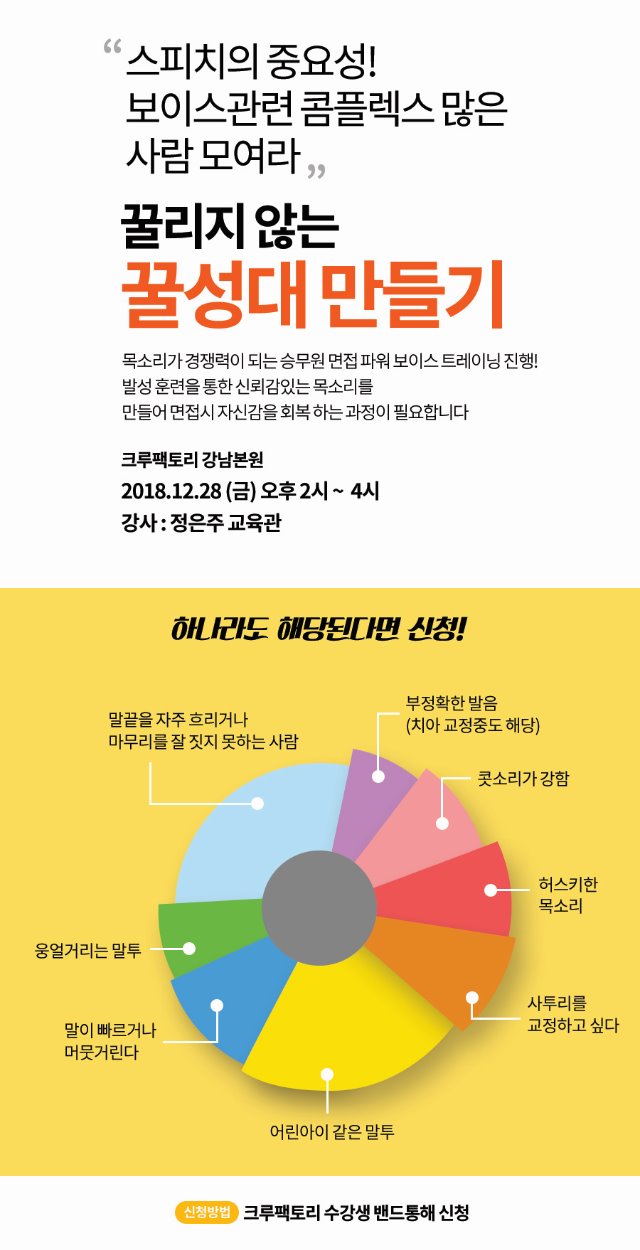 “ 스피치의 중요성!
보이스관련 콤플렉스 많은
사람 모여라 ”
꿀리지 않는
꿀성대 만들기
목소리가 경쟁력이 되는 승무원 면접 파워 보이스 트레이닝 진행!
발성 훈련을 통한 신뢰감있는 목소리를
만들어 면접시 자신감을 회복 하는 과정이 필요합니다
크루팩토리 강남본원
2018.12.28 (금) 오후 2시 ~ 4시
강사 : 정은주 교육관
하나라도 해당된다면 신청!
말끝을 자주 흐리거나
마무리를 잘 짓지 못하는 사람
부정확한 발음
(치아 교정중도 해당)
콧소리가 강함
허스키한
목소리
사투리를
교정하고 싶다
어린아이 같은 말투
말이 빠르거나
머뭇거린다
웅얼거리는 말투
신청방법 크루팩토리 수강생 밴드통해 신청